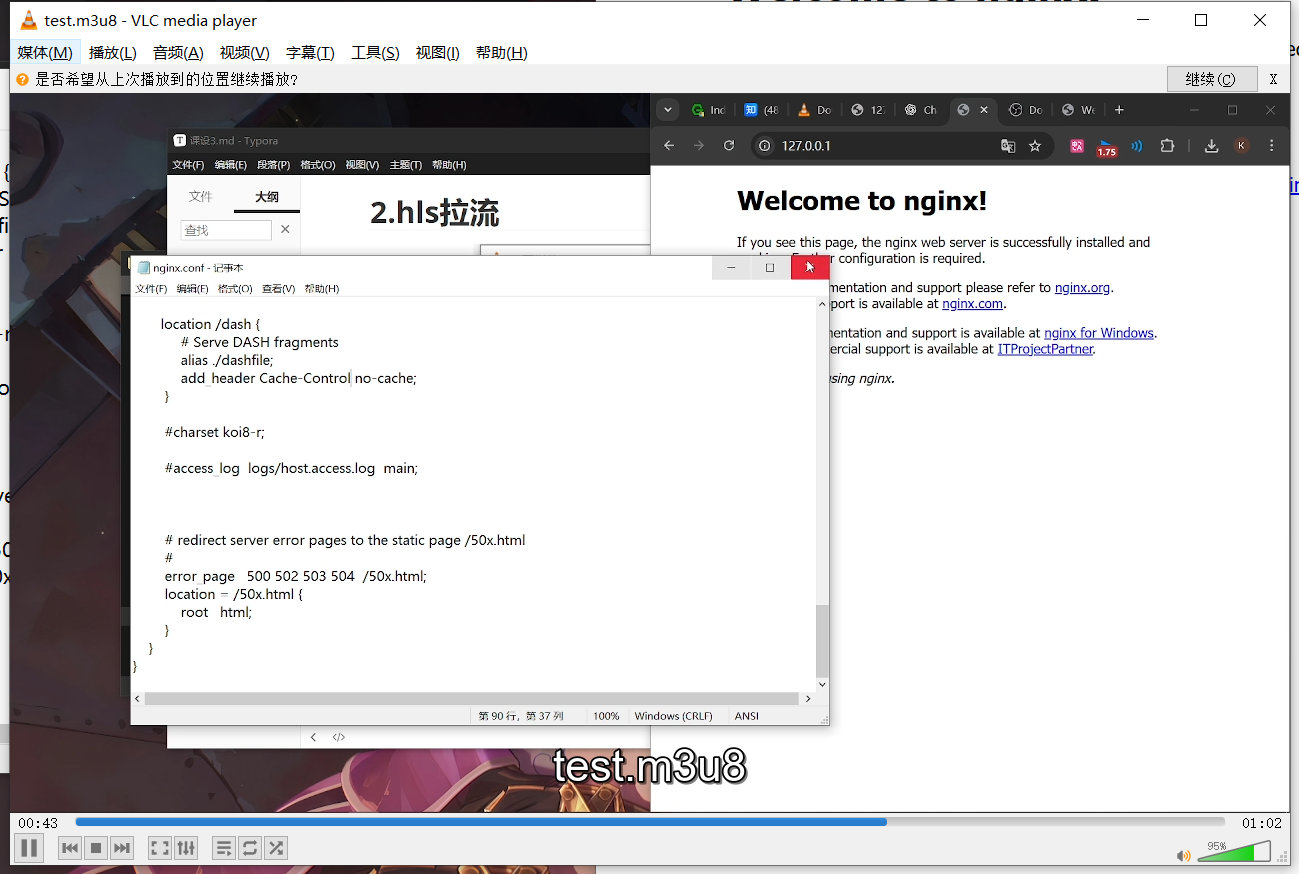 test.m3u8 - VLC media player
媒体(M) 播放(L) 音频(A) 视频(V) 字幕(T) 工具(S) 视图(I) 帮助(H)
是否希望从上次播放到的位置继续播放?
继续(C) X
课设3.md - Typora
文件(F) 编辑(E) 段落(P) 格式(O) 视图(V) 主题(T) 帮助(H)
文件 大纲
查找
2.hls拉流
Ind (48 Do 127 Ch Do We
127.0.0.1
1.75
K
Welcome to nginx!
If you see this page, the nginx web server is successfully installed and
configuration is required.
mentation and support please refer to nginx.org.
port is available at nginx.com.
mentation and support is available at nginx for Windows.
ercial support is available at ITProjectPartner.
using nginx.
nginx.conf - 记事本
文件(F) 编辑(E) 格式(O) 查看(V) 帮助(H)
location /dash {
# Serve DASH fragments
alias ./dashfile;
add_header Cache-Control no-cache;
}
#charset koi8-r;
#access_log logs/host.access.log main;
# redirect server error pages to the static page /50x.html
#
error_page 500 502 503 504 /50x.html;
location = /50x.html {
root html;
}
}
}
第 90 行，第 37 列 100% Windows (CRLF) ANSI
test.m3u8
00:43 01:02
95%